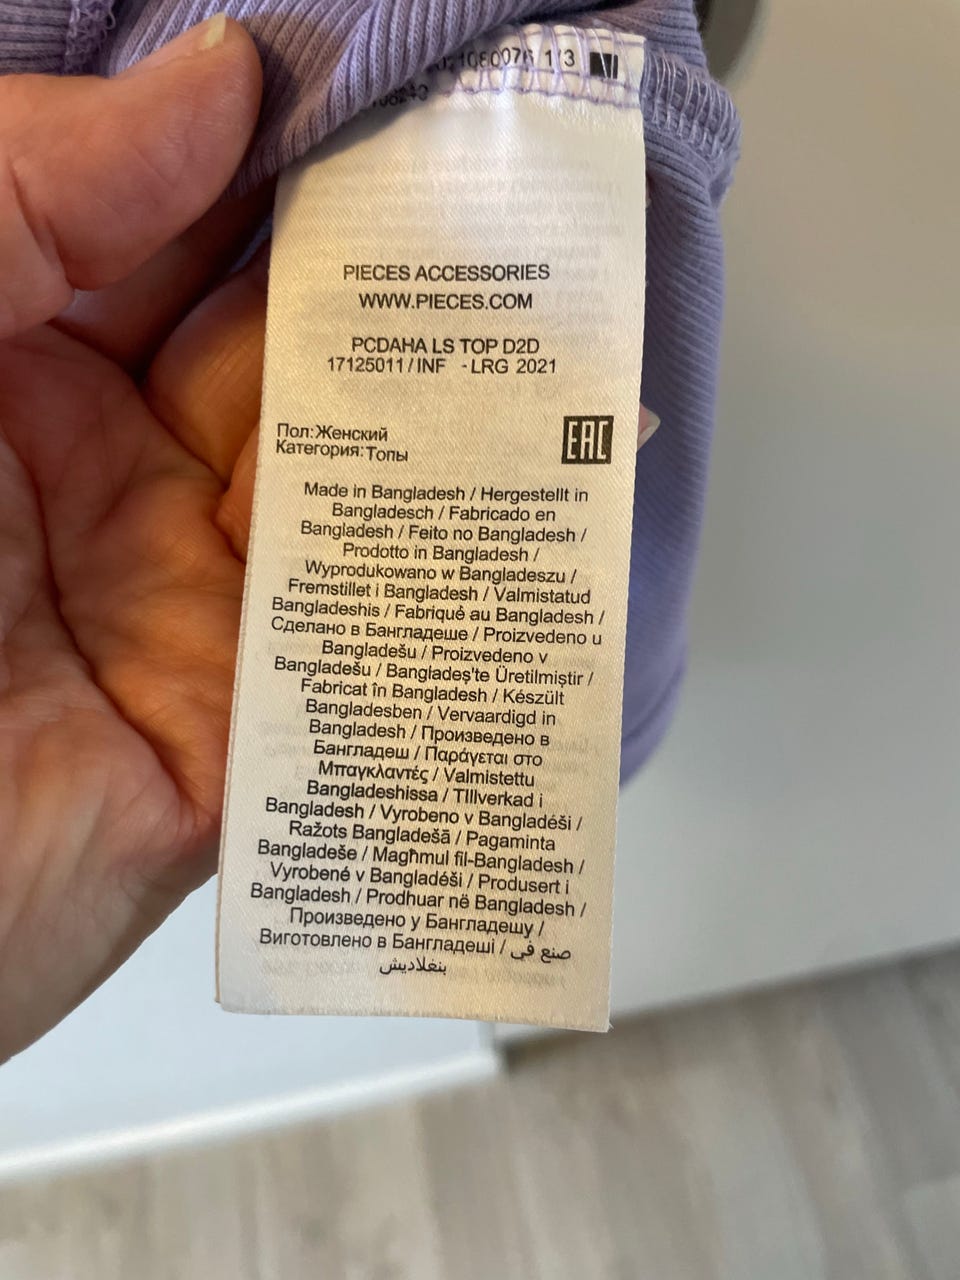 1/3
PIECES ACCESSORIES
WWW.PIECES.COM
PCDAHA LS TOP D2D
17125011/INF -LRG 2021
Пол:Женский
Категория:Топы
EAC
Made in Bangladesh / Hergestellt in
Bangladesch / Fabricado en
Bangladesh / Feito no Bangladesh /
Prodotto in Bangladesh /
Wyprodukowano w Bangladeszu /
Fremstillet i Bangladesh / Valmistatud
Bangladeshis / Fabriqué au Bangladesh /
Сделано в Бангладеше / Proizvedeno u
Bangladešu / Proizvedeno v
Bangladešu / Bangladeş'te Üretilmiştir /
Fabricat în Bangladesh / Készült
Bangladesben / Vervaardigd in
Bangladesh / Произведено в
Бангладеш / Παράγεται στο
Μπαγκλαντές / Valmistettu
Bangladeshissa / TIllverkad i
Bangladesh / Vyrobeno v Bangladéši /
Ražots Bangladešā / Pagaminta
Bangladeše / Magħmul fil-Bangladesh /
Vyrobené v Bangladéši / Produsert i
Bangladesh / Prodhuar në Bangladesh /
Произведено у Бангладешу /
Виготовлено в Бангладеші / صنع في
بنغلاديش